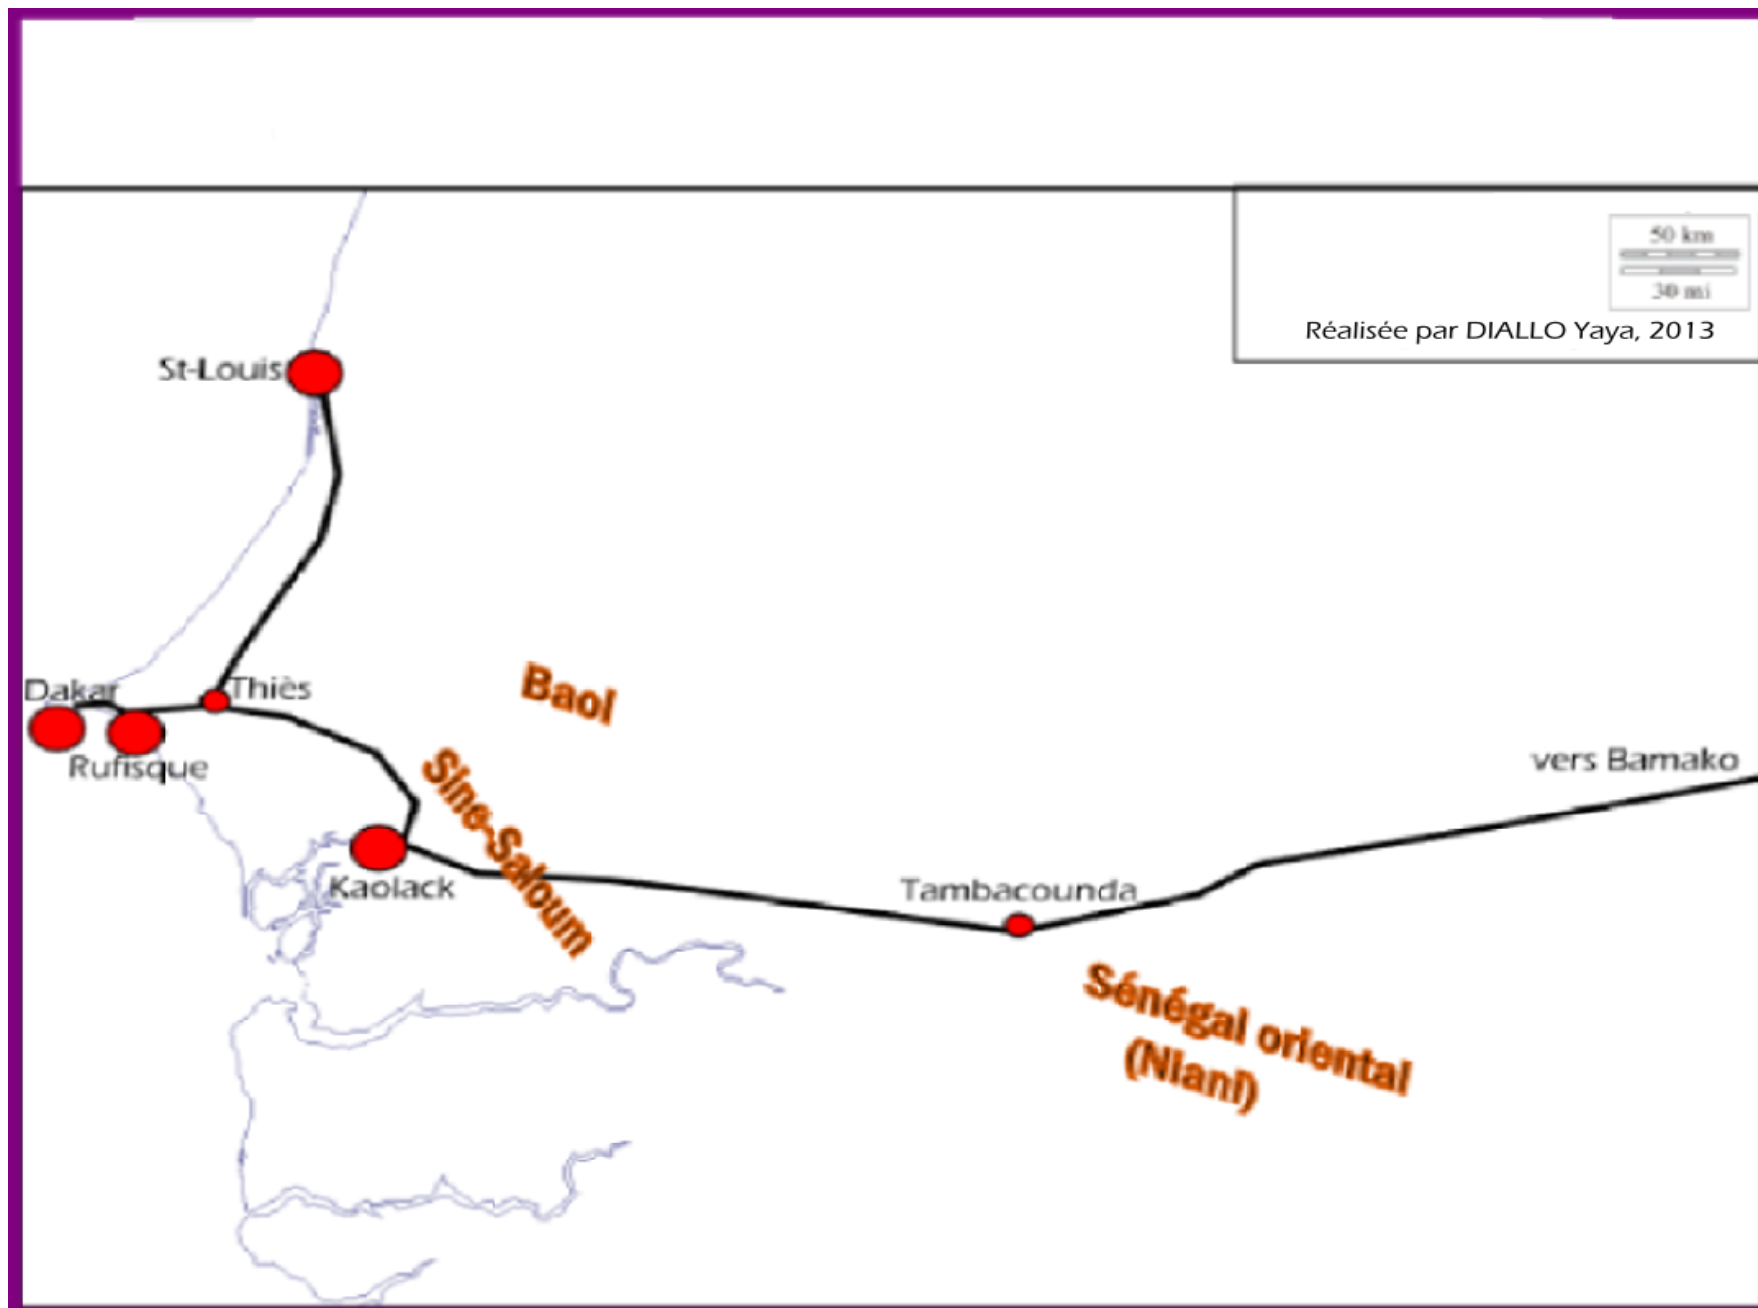 50 km
30 mi
Réalisée par DIALLO Yaya, 2013
St-Louis
Dakar
Thiès
Baol
Rufisque
Sine-Saloum
vers Bamako
Kaolack
Tambacounda
Sénégal oriental
(Niani)